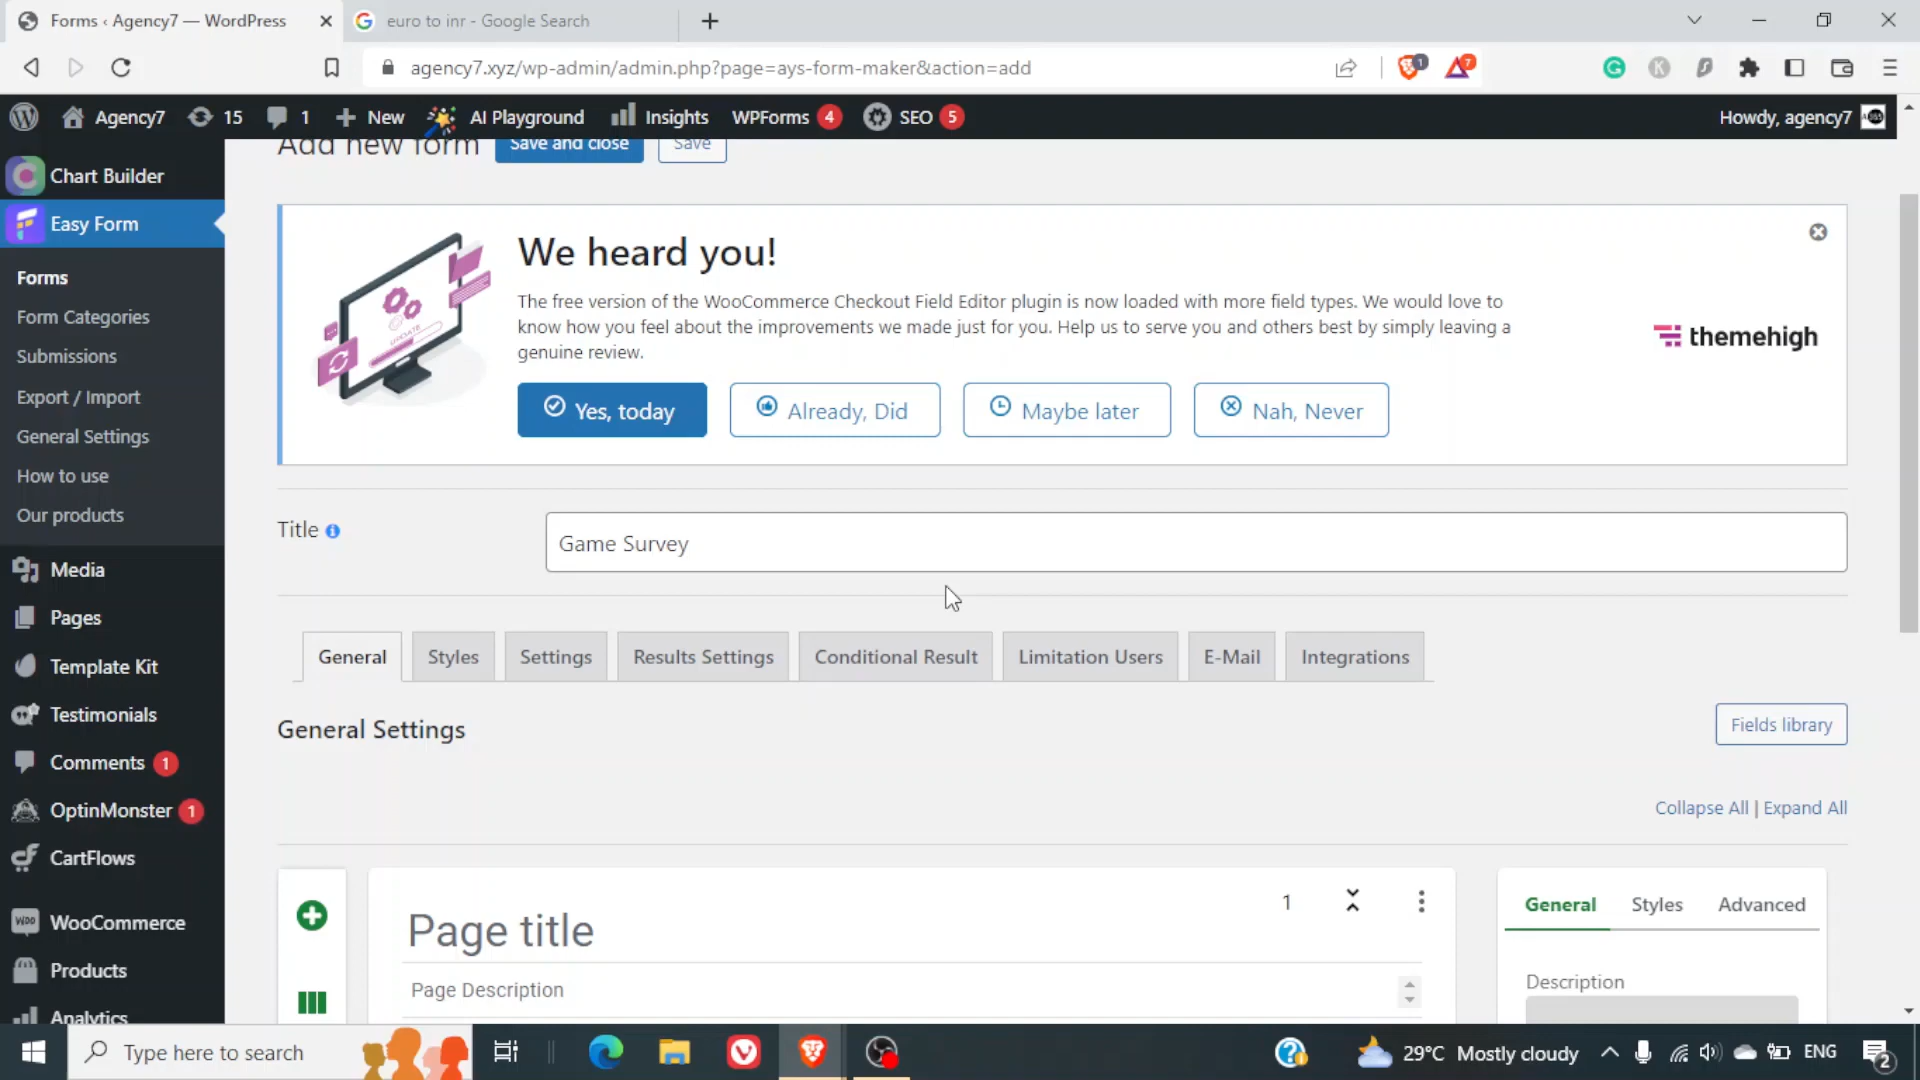 Forms ‹ Agency7 — WordPress
euro to inr - Google Search
agency7.xyz/wp-admin/admin.php?page=ays-form-maker&action=add
1
7
Agency7
15
1
New
AI Playground
Insights
WPForms 4
SEO 5
Howdy, agency7
Chart Builder
Easy Form
Forms
Form Categories
Submissions
Export / Import
General Settings
How to use
Our products
Media
Pages
Template Kit
Testimonials
Comments 1
OptinMonster 1
CartFlows
WooCommerce
Products
Analytics
Add new form
Save and close
Save
We heard you!
The free version of the WooCommerce Checkout Field Editor plugin is now loaded with more field types. We would love to
know how you feel about the improvements we made just for you. Help us to serve you and others best by simply leaving a
genuine review.
Yes, today
Already, Did
Maybe later
Nah, Never
UPDATE
themehigh
Title
Game Survey
General
Styles
Settings
Results Settings
Conditional Result
Limitation Users
E-Mail
Integrations
General Settings
Fields library
Collapse All | Expand All
1
Page title
Page Description
General
Styles
Advanced
Description
Type here to search
29°C Mostly cloudy
ENG
2